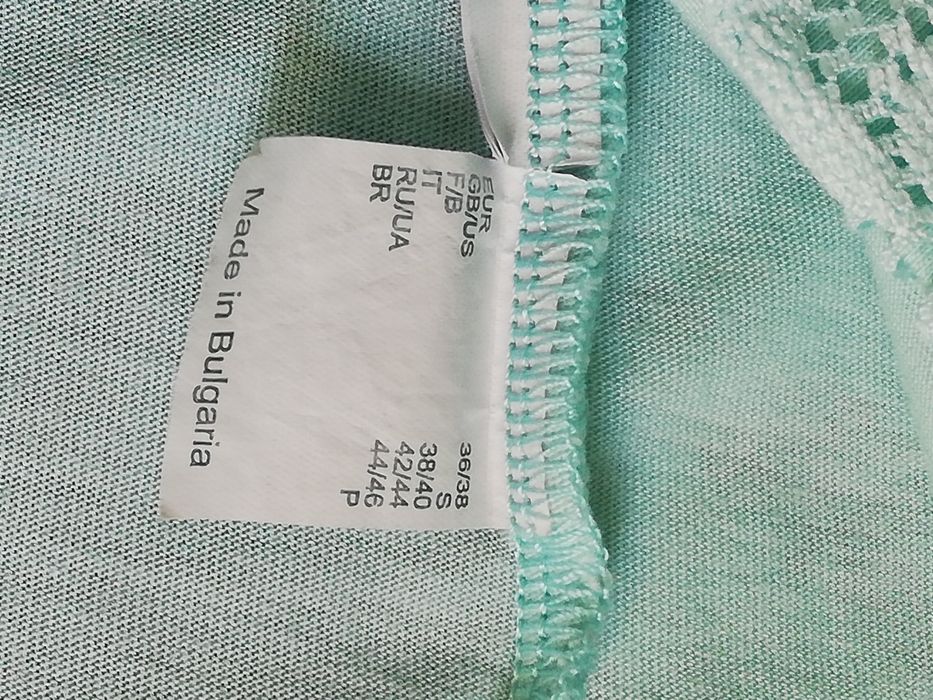 EUR 36/38
GB/US S
F/B 38/40
IT 42/44
RU/UA 44/46
BR P
Made in Bulgaria